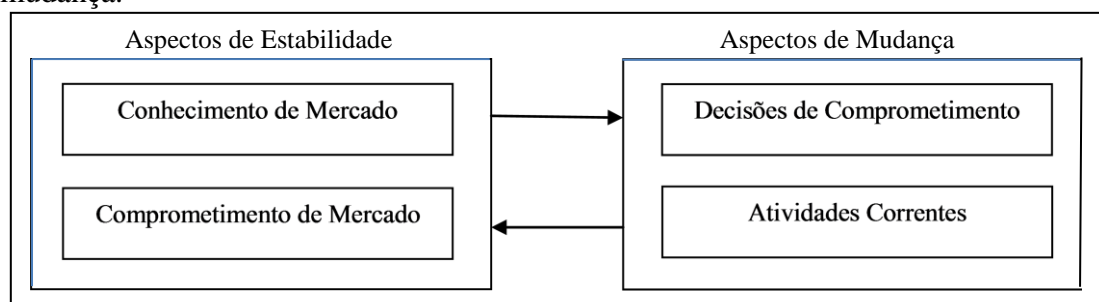 mudança.
Aspectos de Estabilidade
Aspectos de Mudança
Conhecimento de Mercado
Decisões de Comprometimento
Comprometimento de Mercado
Atividades Correntes